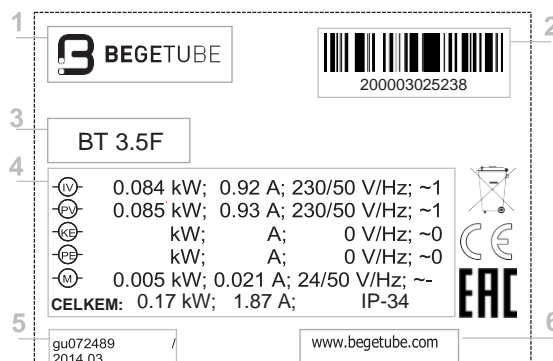 1
2
BEGETUBE
200003025238
3
BT 3.5F
4
IV 0.084 kW; 0.92 A; 230/50 V/Hz; ~1
PV 0.085 kW; 0.93 A; 230/50 V/Hz; ~1
KE kW; A; 0 V/Hz; ~0
PE kW; A; 0 V/Hz; ~0
M 0.005 kW; 0.021 A; 24/50 V/Hz; ~-
CELKEM: 0.17 kW; 1.87 A; IP-34
CE
EAC
5
6
gu072489 /
2014.03
www.begetube.com